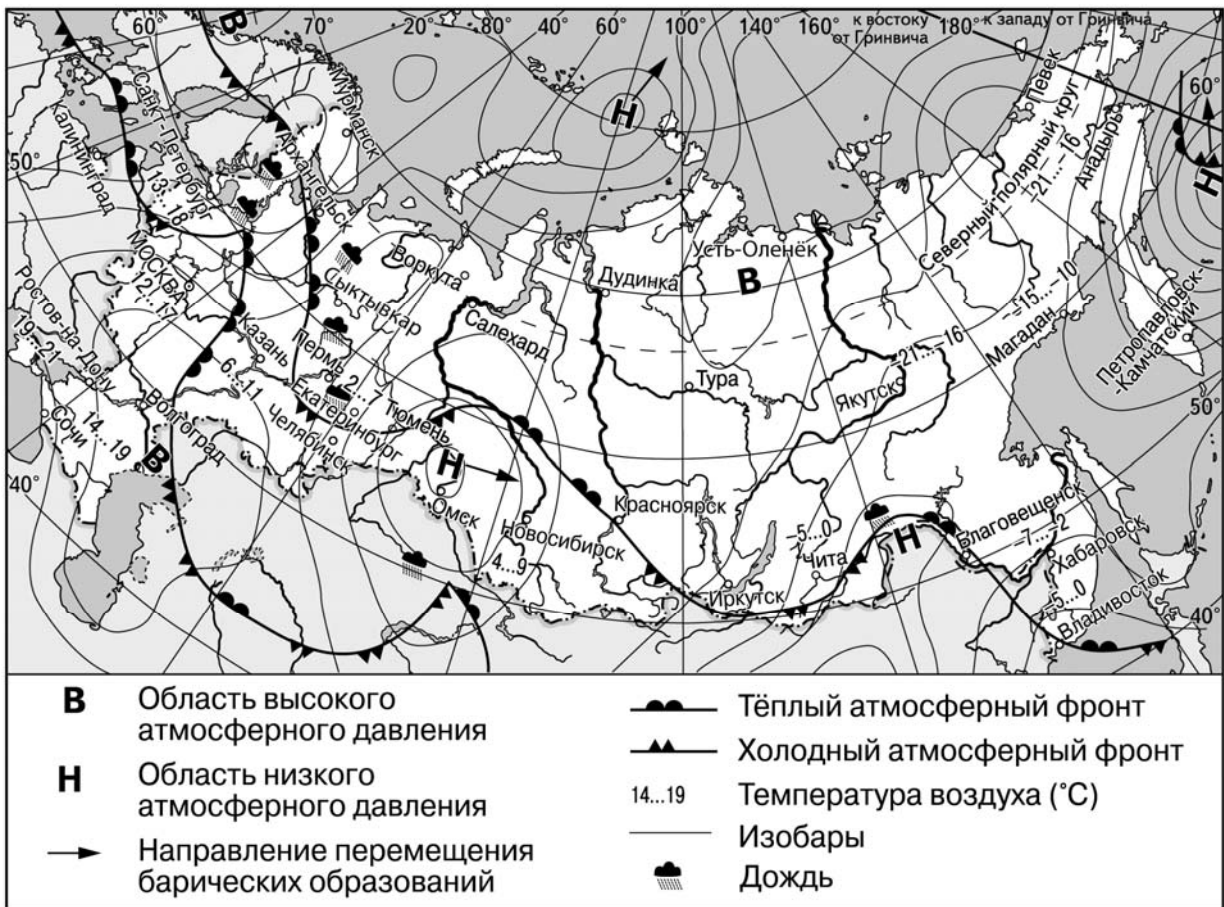 60° 70° 20° 80° 40° 60° 100° 140° 160° 180°
к востоку
от Гринвича
к западу от Гринвича
В
Н
60°
Н
Мурманск
Санкт-Петербург
Калининград
Архангельск
Певек
Северный полярный круг
Анадырь
–21...–16
50°
13...18
МОСКВА
12...17
Воркута
Сыктывкар
Усть-Оленёк
В
Дудинка
Салехард
–15...–10
Магадан
Петропавловск-
-Камчатский
Ростов-на-Дону
19...21
Казань
6...11
Пермь 2...7
Тюмень
Екатеринбург
Челябинск
Тура
–21...–16
Якутск
50°
Сочи
14...19
Волгоград
В
40°
Н
Омск
Новосибирск
4...9
Красноярск
Иркутск
–5...0
Чита
Н
Благовещенск
–7...–2
Хабаровск
–5...0
Владивосток
40°
В Область высокого
атмосферного давления
Н Область низкого
атмосферного давления
Направление перемещения
барических образований
Тёплый атмосферный фронт
Холодный атмосферный фронт
14...19 Температура воздуха (°С)
Изобары
Дождь